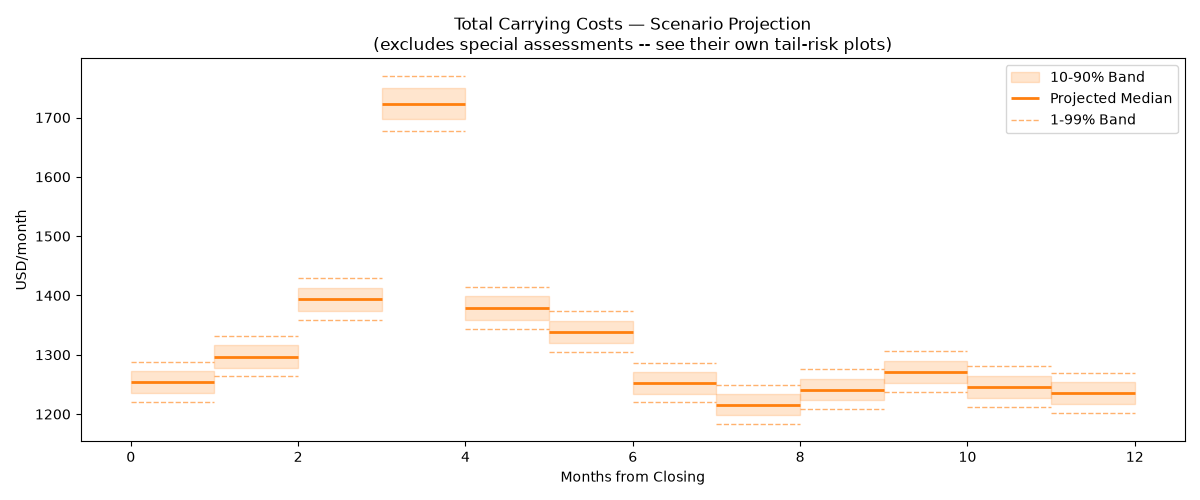 Total Carrying Costs — Scenario Projection
(excludes special assessments -- see their own tail-risk plots)
10-90% Band
Projected Median
1-99% Band
USD/month
1700
1600
1500
1400
1300
1200
0
2
4
6
8
10
12
Months from Closing